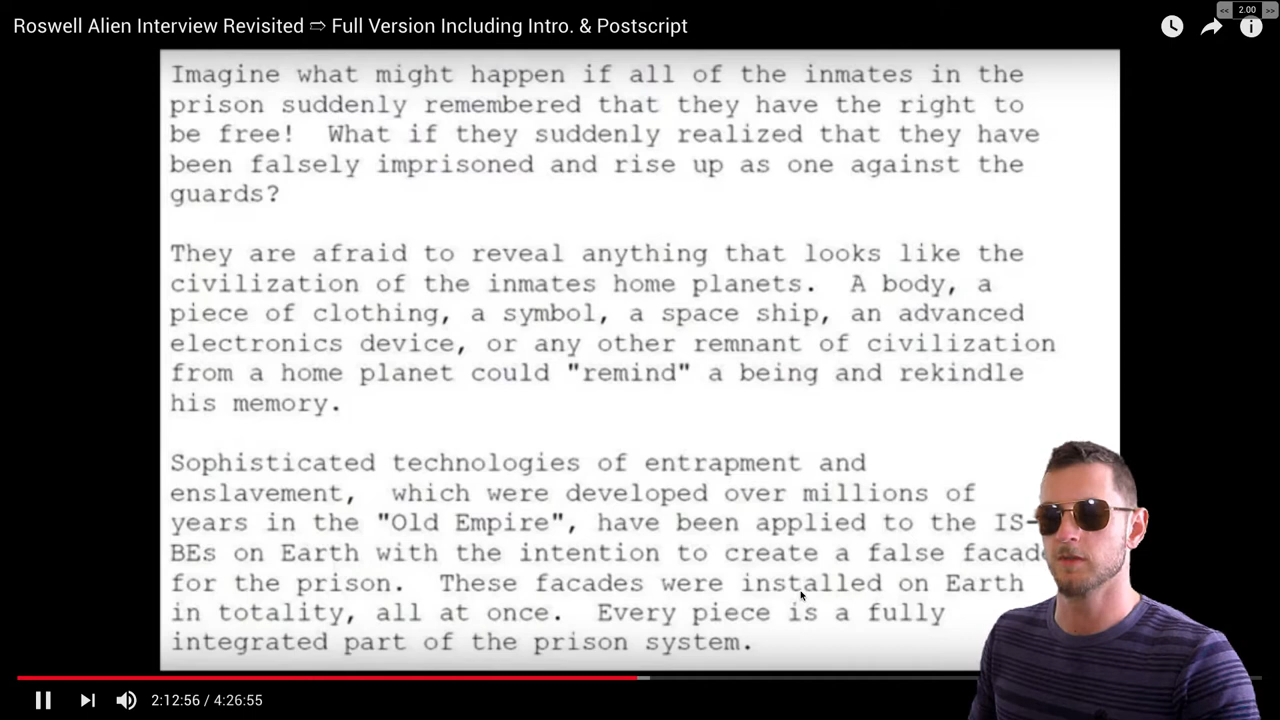 Roswell Alien Interview Revisited ⇨ Full Version Including Intro. & Postscript
<< 2.00 >>
Imagine what might happen if all of the inmates in the
prison suddenly remembered that they have the right to
be free!  What if they suddenly realized that they have
been falsely imprisoned and rise up as one against the
guards?
They are afraid to reveal anything that looks like the
civilization of the inmates home planets.  A body, a
piece of clothing, a symbol, a space ship, an advanced
electronics device, or any other remnant of civilization
from a home planet could "remind" a being and rekindle
his memory.
Sophisticated technologies of entrapment and
enslavement,  which were developed over millions of
years in the "Old Empire", have been applied to the IS-
BEs on Earth with the intention to create a false facade
for the prison.  These facades were installed on Earth
in totality, all at once.  Every piece is a fully
integrated part of the prison system.
2:12:56 / 4:26:55